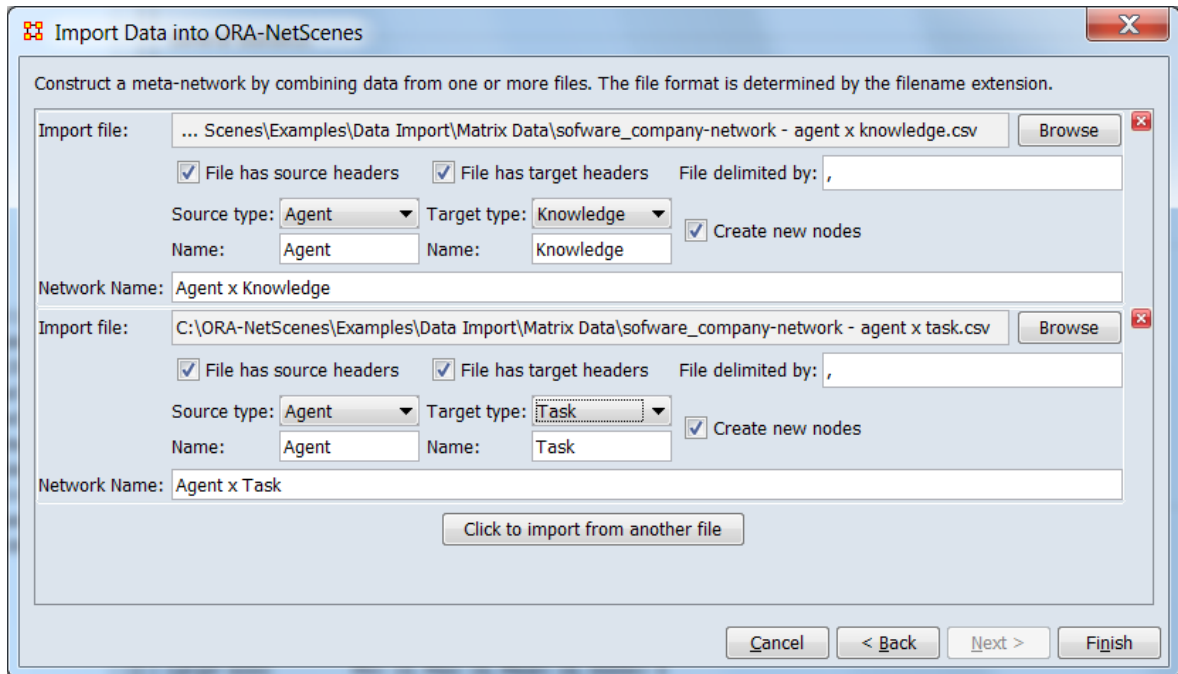 Import Data into ORA-NetScenes
Construct a meta-network by combining data from one or more files. The file format is determined by the filename extension.
Import file: ... Scenes\Examples\Data Import\Matrix Data\sofware_company-network - agent x knowledge.csv Browse
File has source headers File has target headers File delimited by: ,
Source type: Agent Target type: Knowledge
Create new nodes
Name: Agent Name: Knowledge
Network Name: Agent x Knowledge
Import file: C:\ORA-NetScenes\Examples\Data Import\Matrix Data\sofware_company-network - agent x task.csv Browse
File has source headers File has target headers File delimited by: ,
Source type: Agent Target type: Task
Create new nodes
Name: Agent Name: Task
Network Name: Agent x Task
Click to import from another file
Cancel < Back Next > Finish